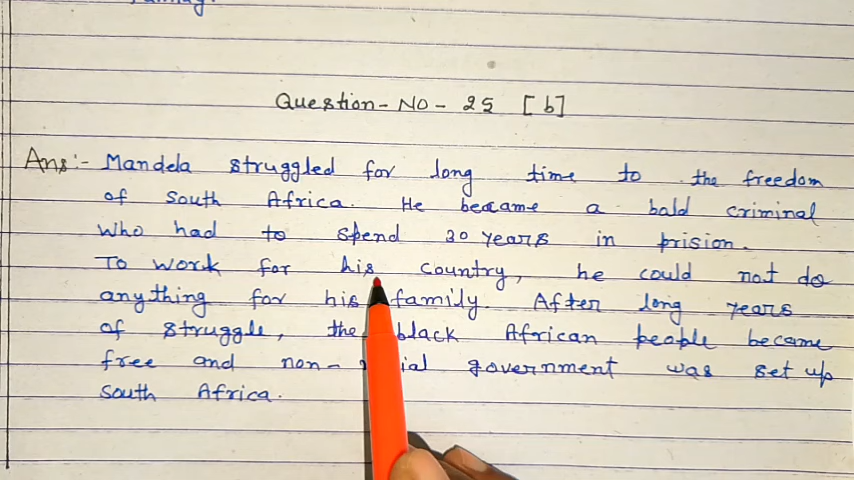 Question-No- 25 [b]
Ans:- Mandela struggled for long time to the freedom
of South Africa. He became a bald criminal
who had to spend 30 years in prision.
To work for his country, he could not do
anything for his family. After long years
of struggle, the black African people became
free and non- government was set up
South Africa.